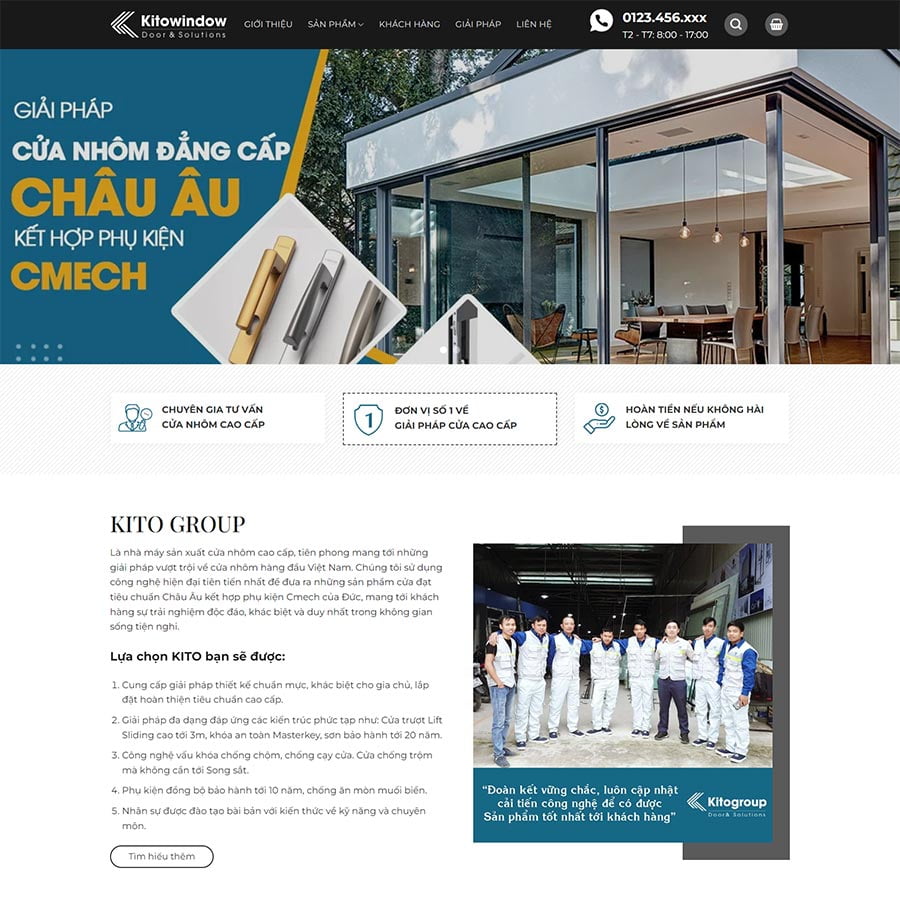 Kitowindow
Door & Solutions
GIỚI THIỆU
SẢN PHẨM
KHÁCH HÀNG
GIẢI PHÁP
LIÊN HỆ
0123.456.xxx
T2 - T7: 8:00 - 17:00
GIẢI PHÁP
CỬA NHÔM ĐẲNG CẤP
CHÂU ÂU
KẾT HỢP PHỤ KIỆN
CMECH
CHUYÊN GIA TƯ VẤN
CỬA NHÔM CAO CẤP
1
ĐƠN VỊ SỐ 1 VỀ
GIẢI PHÁP CỬA CAO CẤP
HOÀN TIỀN NẾU KHÔNG HÀI
LÒNG VỀ SẢN PHẨM
KITO GROUP
Là nhà máy sản xuất cửa nhôm cao cấp, tiên phong mang tới những
giải pháp vượt trội về cửa nhôm hàng đầu Việt Nam. Chúng tôi sử dụng
công nghệ hiện đại tiên tiến nhất để đưa ra những sản phẩm cửa đạt
tiêu chuẩn Châu Âu kết hợp phụ kiện Cmech của Đức, mang tới khách
hàng sự trải nghiệm độc đáo, khác biệt và duy nhất trong không gian
sống tiện nghi.
Lựa chọn KITO bạn sẽ được:
1. Cung cấp giải pháp thiết kế chuẩn mực, khác biệt cho gia chủ, lắp
đặt hoàn thiện tiêu chuẩn cao cấp.
2. Giải pháp đa dạng đáp ứng các kiến trúc phức tạp như: Cửa trượt Lift
Sliding cao tới 3m, khóa an toàn Masterkey, sơn bảo hành tới 20 năm.
3. Công nghệ vấu khóa chống chôm, chống cạy cửa. Cửa chống trộm
mà không cần tới Song sắt.
4. Phụ kiện đồng bộ bảo hành tới 10 năm, chống ăn mòn muối biển.
5. Nhân sự được đào tạo bài bản với kiến thức về kỹ năng và chuyên
môn.
Tìm hiểu thêm
“Đoàn kết vững chắc, luôn cập nhật
cải tiến công nghệ để có được
Sản phẩm tốt nhất tới khách hàng”
Kitogroup
Door & Solutions